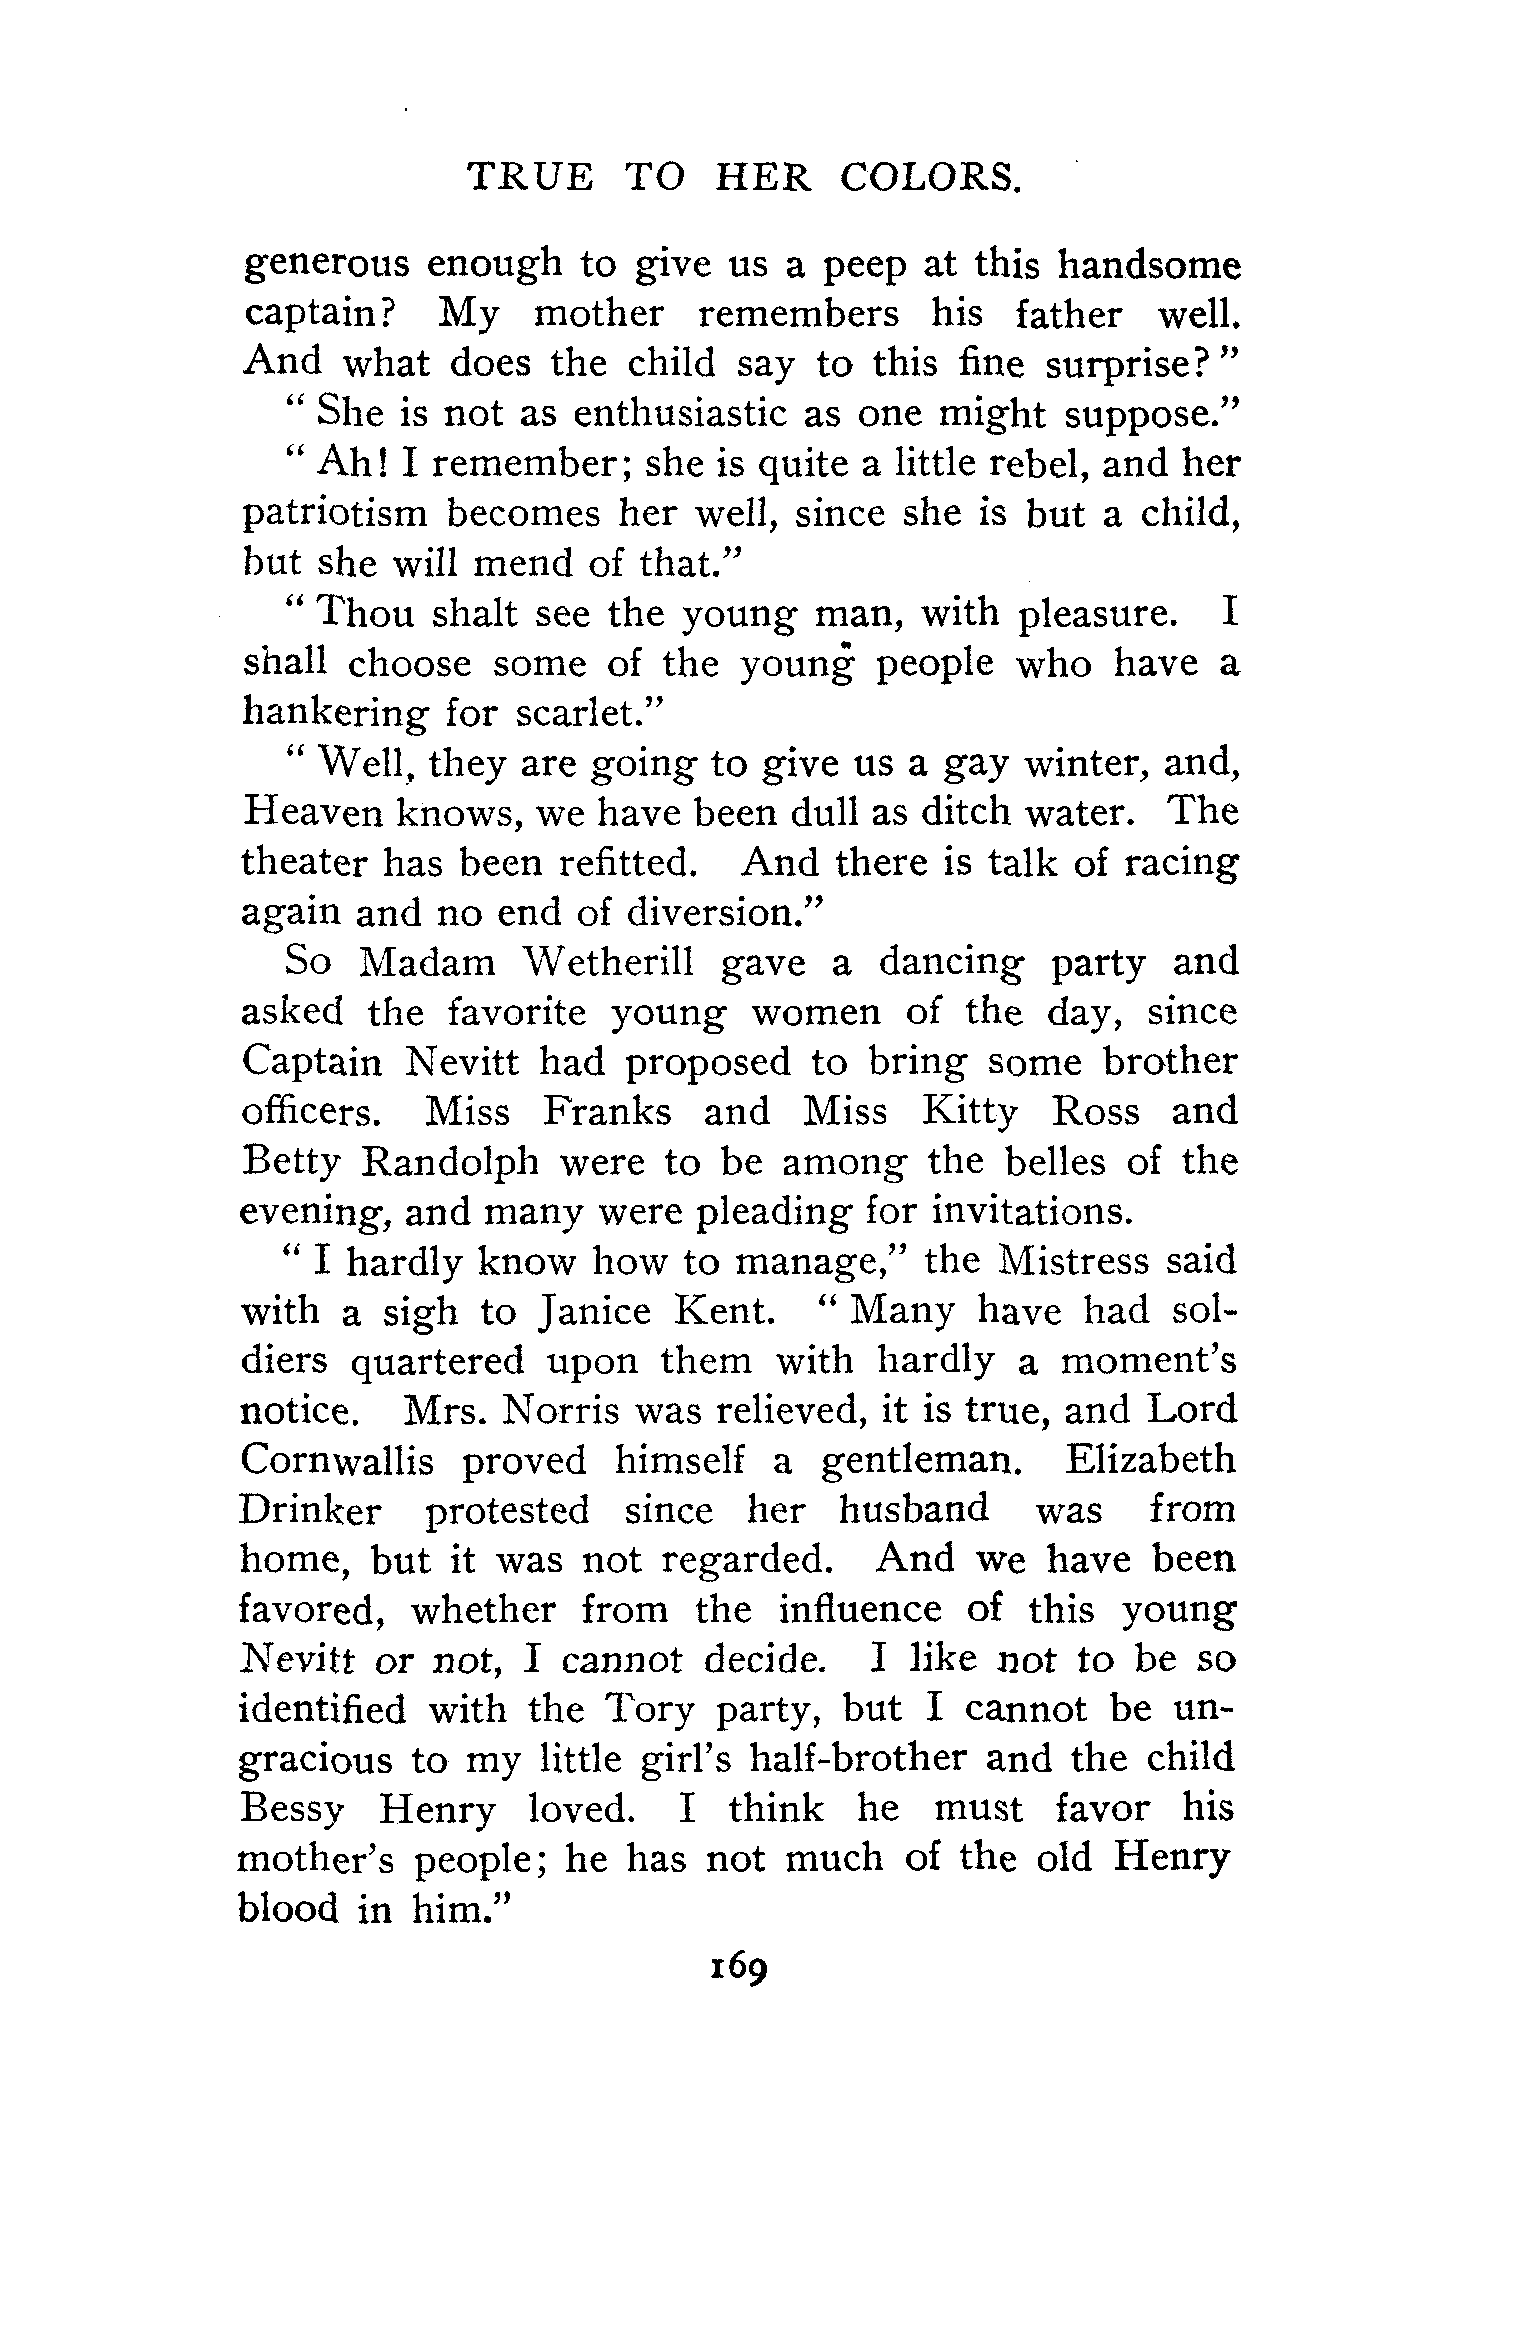 TRUE TO HER COLORS.
generous enough to give us a peep at this handsome
captain? My mother remembers his father well.
And what does the child say to this fine surprise?"
"She is not as enthusiastic as one might suppose."
"Ah! I remember; she is quite a little rebel, and her
patriotism becomes her well, since she is but a child,
but she will mend of that."
"Thou shalt see the young man, with pleasure. I
shall choose some of the young people who have a
hankering for scarlet."
"Well, they are going to give us a gay winter, and,
Heaven knows, we have been dull as ditch water. The
theater has been refitted. And there is talk of racing
again and no end of diversion."
So Madam Wetherill gave a dancing party and
asked the favorite young women of the day, since
Captain Nevitt had proposed to bring some brother
officers. Miss Franks and Miss Kitty Ross and
Betty Randolph were to be among the belles of the
evening, and many were pleading for invitations.
"I hardly know how to manage," the Mistress said
with a sigh to Janice Kent. "Many have had sol-
diers quartered upon them with hardly a moment's
notice. Mrs. Norris was relieved, it is true, and Lord
Cornwallis proved himself a gentleman. Elizabeth
Drinker protested since her husband was from
home, but it was not regarded. And we have been
favored, whether from the influence of this young
Nevitt or not, I cannot decide. I like not to be so
identified with the Tory party, but I cannot be un-
gracious to my little girl's half-brother and the child
Bessy Henry loved. I think he must favor his
mother's people; he has not much of the old Henry
blood in him."
169